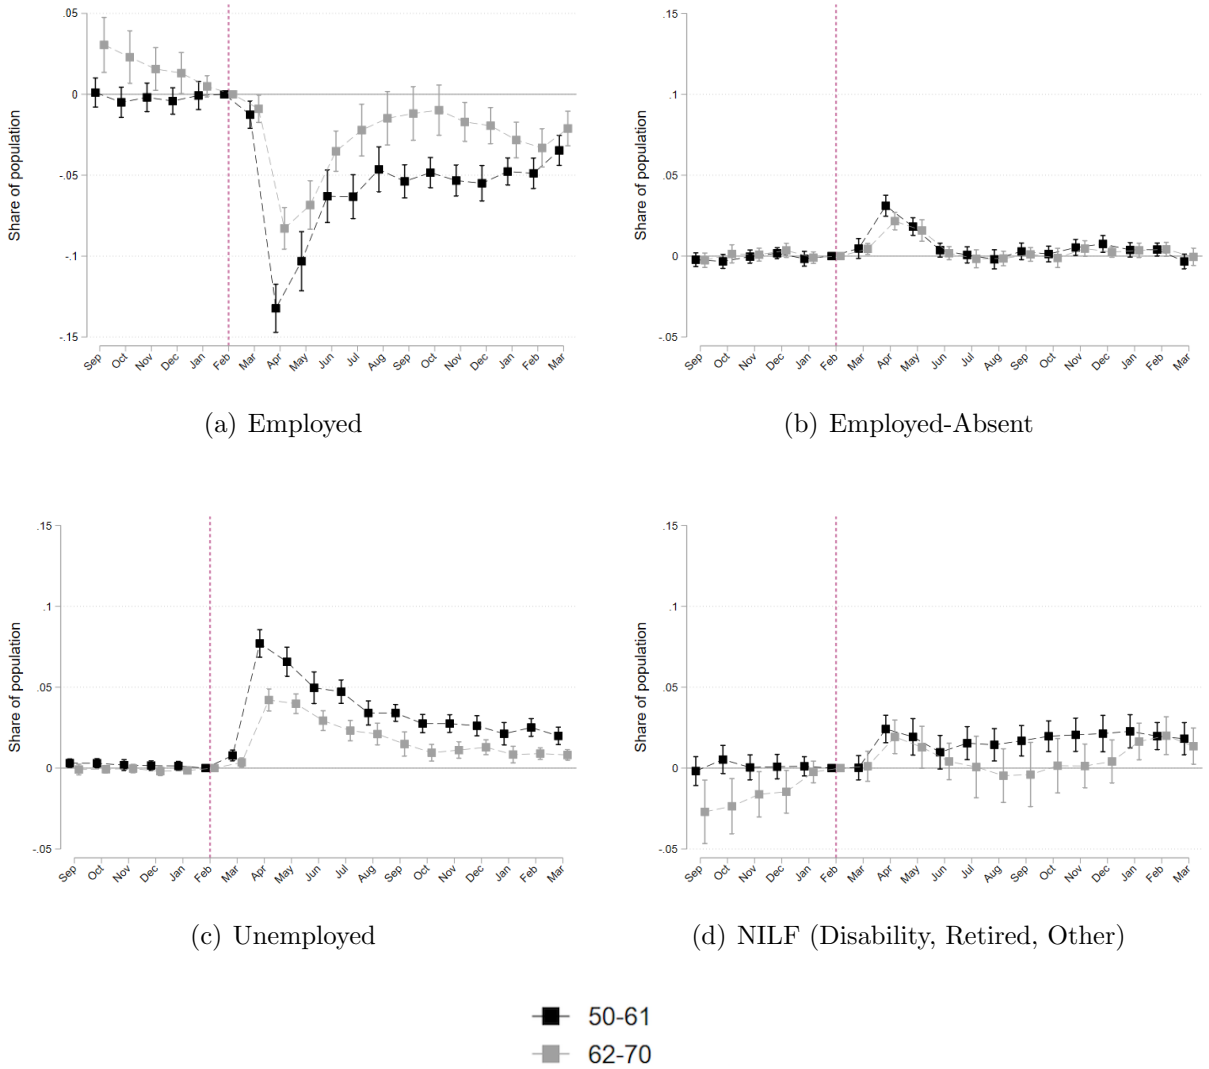 .05
0
-.05
-.1
-.15
Share of population
Sep Oct Nov Dec Jan Feb Mar Apr May Jun Jul Aug Sep Oct Nov Dec Jan Feb Mar
(a) Employed
.15
.1
.05
0
-.05
Share of population
Sep Oct Nov Dec Jan Feb Mar Apr May Jun Jul Aug Sep Oct Nov Dec Jan Feb Mar
(b) Employed-Absent
.15
.1
.05
0
-.05
Share of population
Sep Oct Nov Dec Jan Feb Mar Apr May Jun Jul Aug Sep Oct Nov Dec Jan Feb Mar
(c) Unemployed
.15
.1
.05
0
-.05
Share of population
Sep Oct Nov Dec Jan Feb Mar Apr May Jun Jul Aug Sep Oct Nov Dec Jan Feb Mar
(d) NILF (Disability, Retired, Other)
50-61
62-70